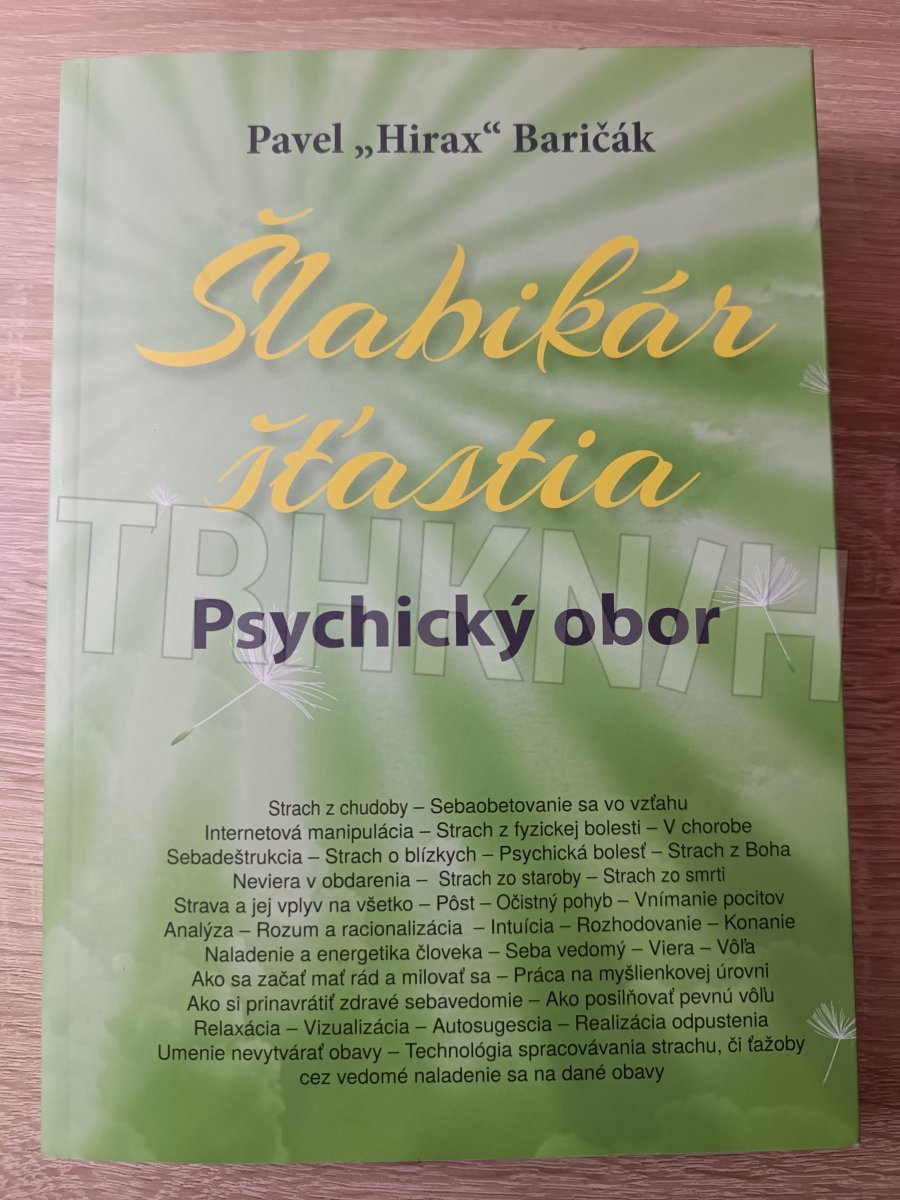 Pavel „Hirax“ Baričák
Šlabikár
šťastia
TRHKN/H
Psychický obor
Strach z chudoby – Sebaobetovanie sa vo vzťahu
Internetová manipulácia – Strach z fyzickej bolesti – V chorobe
Sebadeštrukcia – Strach o blízkych – Psychická bolesť – Strach z Boha
Neviera v obdarenia – Strach zo staroby – Strach zo smrti
Strava a jej vplyv na všetko – Pôst – Očistný pohyb – Vnímanie pocitov
Analýza – Rozum a racionalizácia – Intuícia – Rozhodovanie – Konanie
Naladenie a energetika človeka – Seba vedomý – Viera – Vôľa
Ako sa začať mať rád a milovať sa – Práca na myšlienkovej úrovni
Ako si prinavrátiť zdravé sebavedomie – Ako posilňovať pevnú vôľu
Relaxácia – Vizualizácia – Autosugescia – Realizácia odpustenia
Umenie nevytvárať obavy – Technológia spracovávania strachu, či ťažoby
cez vedomé naladenie sa na dané obavy